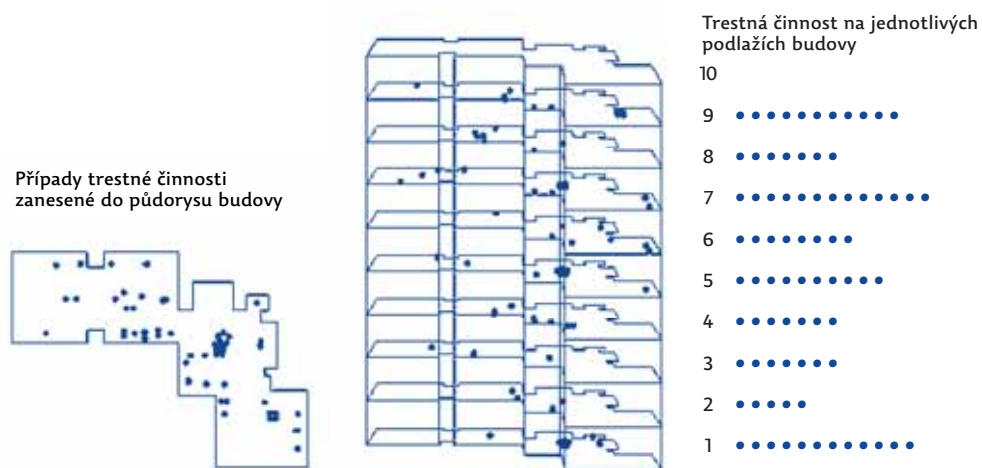 Případy trestné činnosti
zanesené do půdorysu budovy
Trestná činnost na jednotlivých
podlažích budovy
10
9
8
7
6
5
4
3
2
1